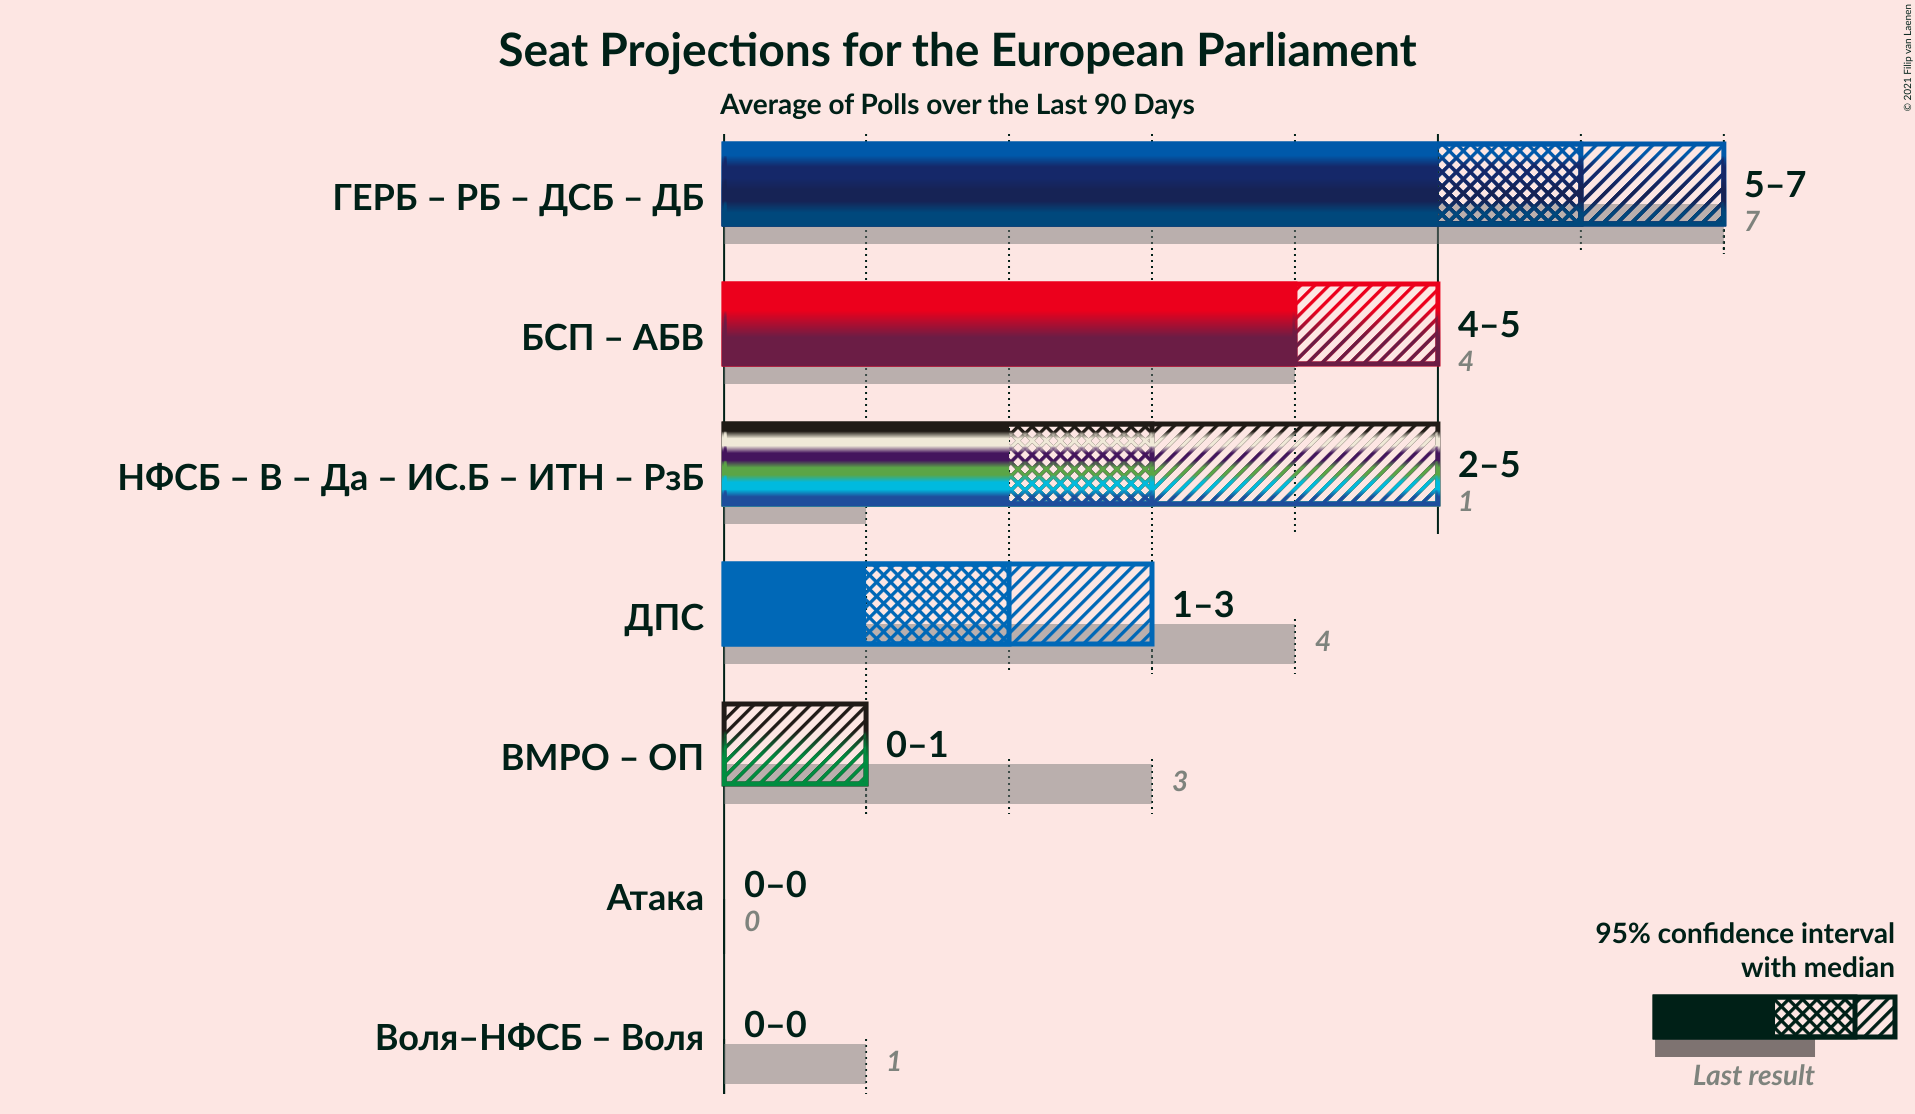 Seat Projections for the European Parliament
Average of Polls over the Last 90 Days
© 2021 Filip van Laenen
ГЕРБ – РБ – ДСБ – ДБ
5–7
7
БСП – АБВ
4–5
4
НФСБ – В – Да – ИС.Б – ИТН – РзБ
2–5
1
ДПС
1–3
4
ВМРО – ОП
0–1
3
Атака
0–0
0
Воля–НФСБ – Воля
0–0
1
95% confidence interval
with median
Last result